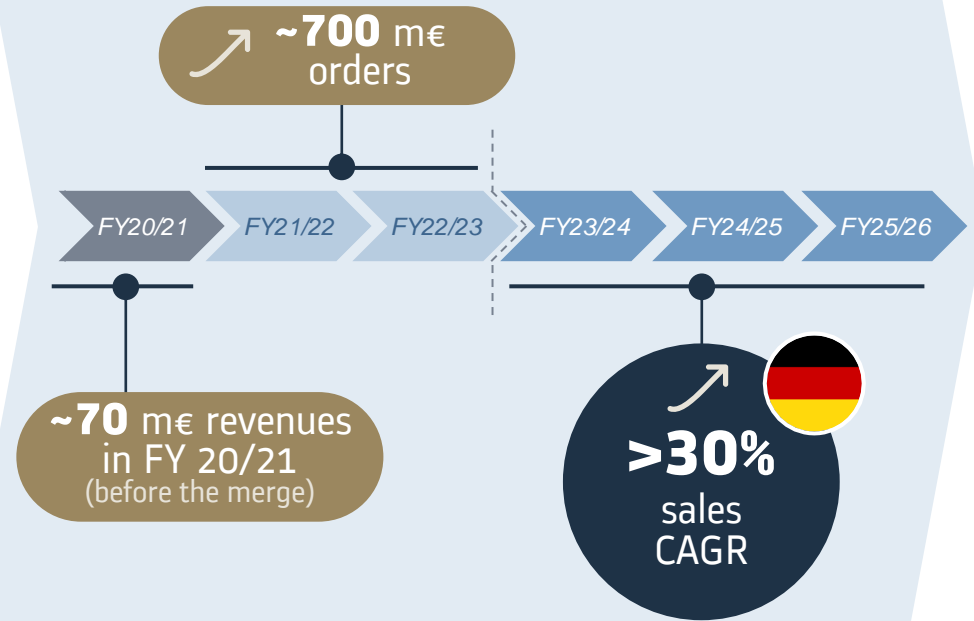 ~700 m€
orders
FY20/21
FY21/22
FY22/23
FY23/24
FY24/25
FY25/26
~70 m€ revenues
in FY 20/21
(before the merge)
>30%
sales
CAGR